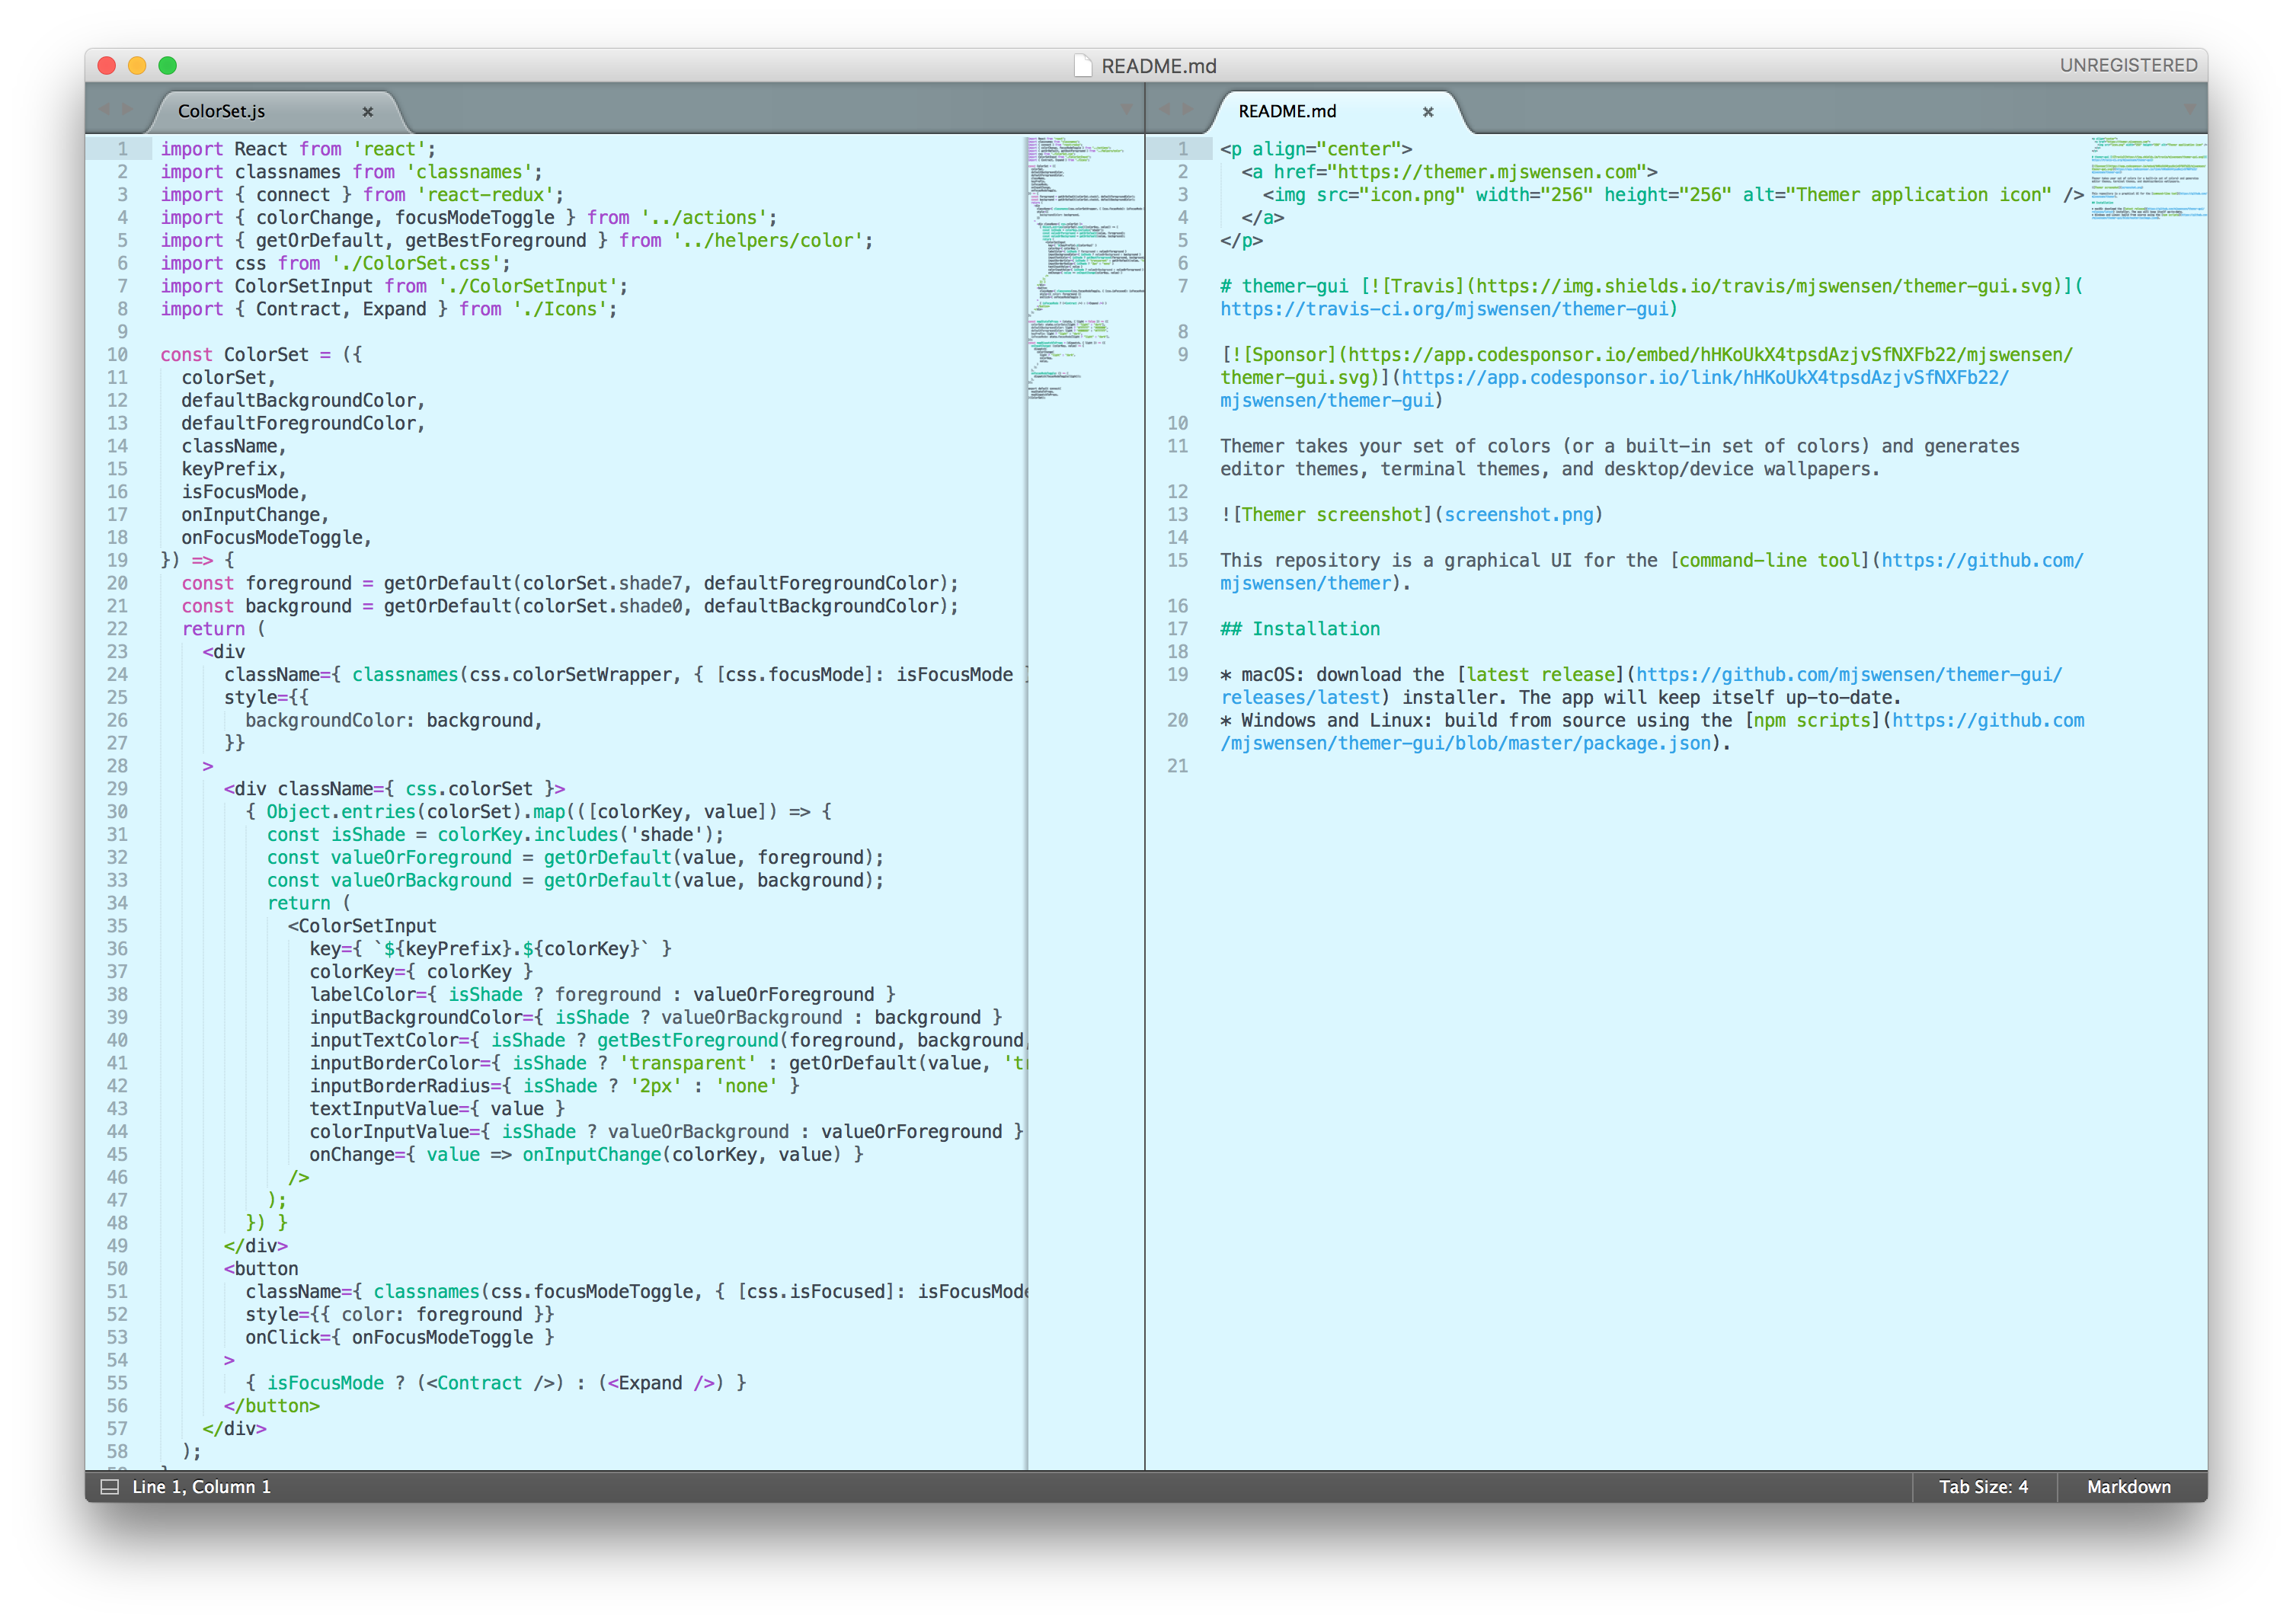 README.md
UNREGISTERED
ColorSet.js
1 import React from 'react';
2 import classnames from 'classnames';
3 import { connect } from 'react-redux';
4 import { colorChange, focusModeToggle } from '../actions';
5 import { getOrDefault, getBestForeground } from '../helpers/color';
6 import css from './ColorSet.css';
7 import ColorSetInput from './ColorSetInput';
8 import { Contract, Expand } from './Icons';
9
10 const ColorSet = ({
11   colorSet,
12   defaultBackgroundColor,
13   defaultForegroundColor,
14   className,
15   keyPrefix,
16   isFocusMode,
17   onInputChange,
18   onFocusModeToggle,
19 }) => {
20   const foreground = getOrDefault(colorSet.shade7, defaultForegroundColor);
21   const background = getOrDefault(colorSet.shade0, defaultBackgroundColor);
22   return (
23     <div
24       className={ classnames(css.colorSetWrapper, { [css.focusMode]: isFocusMode }
25       style={{
26         backgroundColor: background,
27       }}
28     >
29       <div className={ css.colorSet }>
30         { Object.entries(colorSet).map(([colorKey, value]) => {
31           const isShade = colorKey.includes('shade');
32           const valueOrForeground = getOrDefault(value, foreground);
33           const valueOrBackground = getOrDefault(value, background);
34           return (
35             <ColorSetInput
36               key={ `${keyPrefix}.${colorKey}` }
37               colorKey={ colorKey }
38               labelColor={ isShade ? foreground : valueOrForeground }
39               inputBackgroundColor={ isShade ? valueOrBackground : background }
40               inputTextColor={ isShade ? getBestForeground(foreground, background,
41               inputBorderColor={ isShade ? 'transparent' : getOrDefault(value, 'tr
42               inputBorderRadius={ isShade ? '2px' : 'none' }
43               textInputValue={ value }
44               colorInputValue={ isShade ? valueOrBackground : valueOrForeground }
45               onChange={ value => onInputChange(colorKey, value) }
46             />
47           );
48         }) }
49       </div>
50       <button
51         className={ classnames(css.focusModeToggle, { [css.isFocused]: isFocusMode
52         style={{ color: foreground }}
53         onClick={ onFocusModeToggle }
54       >
55         { isFocusMode ? (<Contract />) : (<Expand />) }
56       </button>
57     </div>
58   );
README.md
1 <p align="center">
2   <a href="https://themer.mjswensen.com">
3     <img src="icon.png" width="256" height="256" alt="Themer application icon" />
4   </a>
5 </p>
6
7 # themer-gui [![Travis](https://img.shields.io/travis/mjswensen/themer-gui.svg)](
https://travis-ci.org/mjswensen/themer-gui)
8
9 [![Sponsor](https://app.codesponsor.io/embed/hHKoUkX4tpsdAzjvSfNXFb22/mjswensen/
themer-gui.svg)](https://app.codesponsor.io/link/hHKoUkX4tpsdAzjvSfNXFb22/
mjswensen/themer-gui)
10
11 Themer takes your set of colors (or a built-in set of colors) and generates
editor themes, terminal themes, and desktop/device wallpapers.
12
13 ![Themer screenshot](screenshot.png)
14
15 This repository is a graphical UI for the [command-line tool](https://github.com/
mjswensen/themer).
16
17 ## Installation
18
19 * macOS: download the [latest release](https://github.com/mjswensen/themer-gui/
releases/latest) installer. The app will keep itself up-to-date.
20 * Windows and Linux: build from source using the [npm scripts](https://github.com
/mjswensen/themer-gui/blob/master/package.json).
21
Line 1, Column 1
Tab Size: 4
Markdown